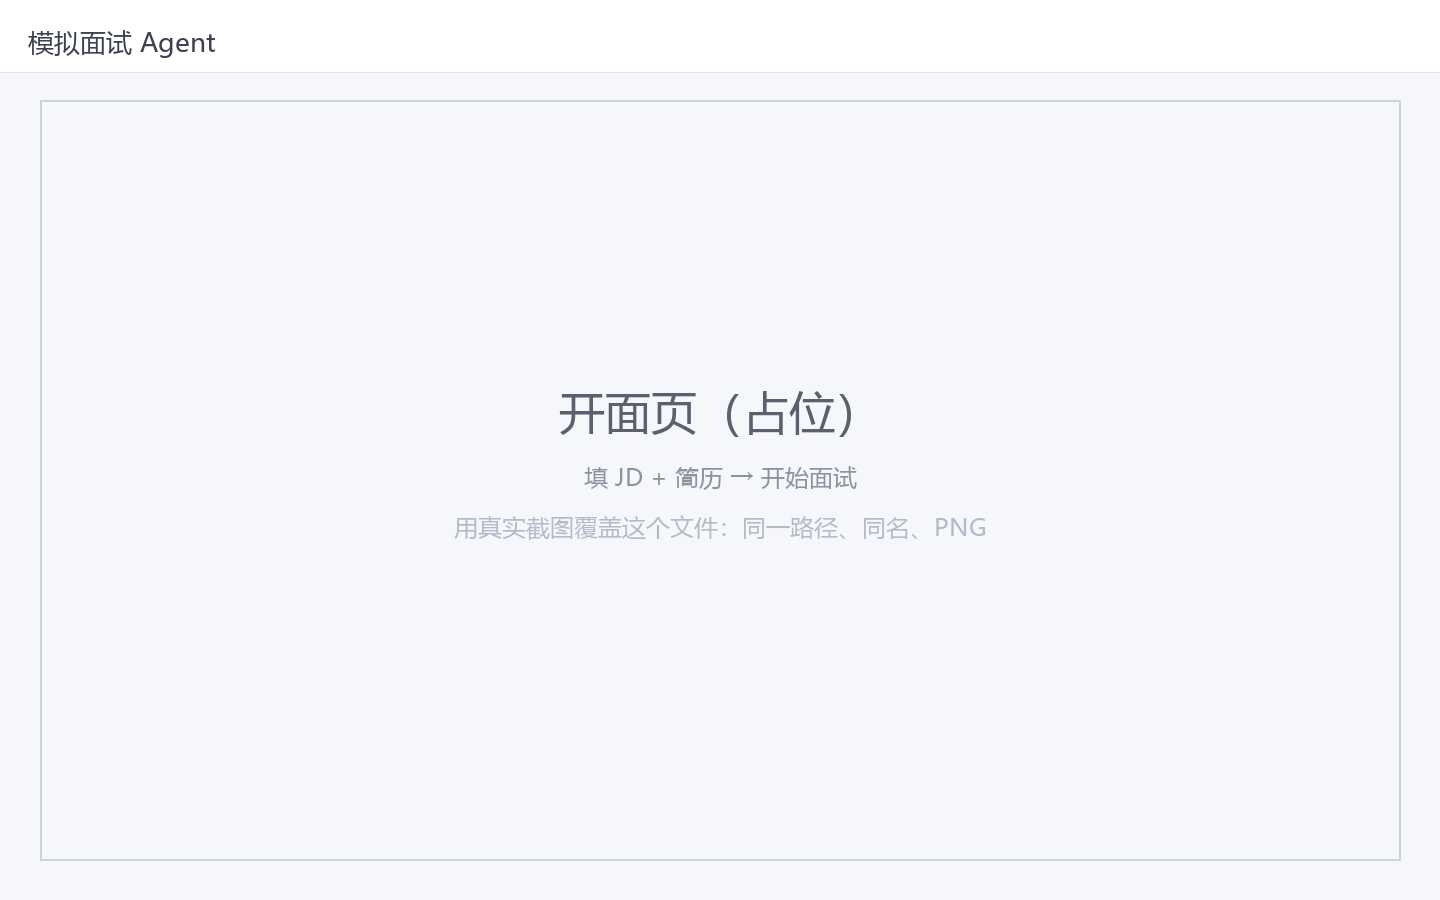 模拟面试 Agent
开面页（占位）
填 JD + 简历 → 开始面试
用真实截图覆盖这个文件：同一路径、同名、PNG